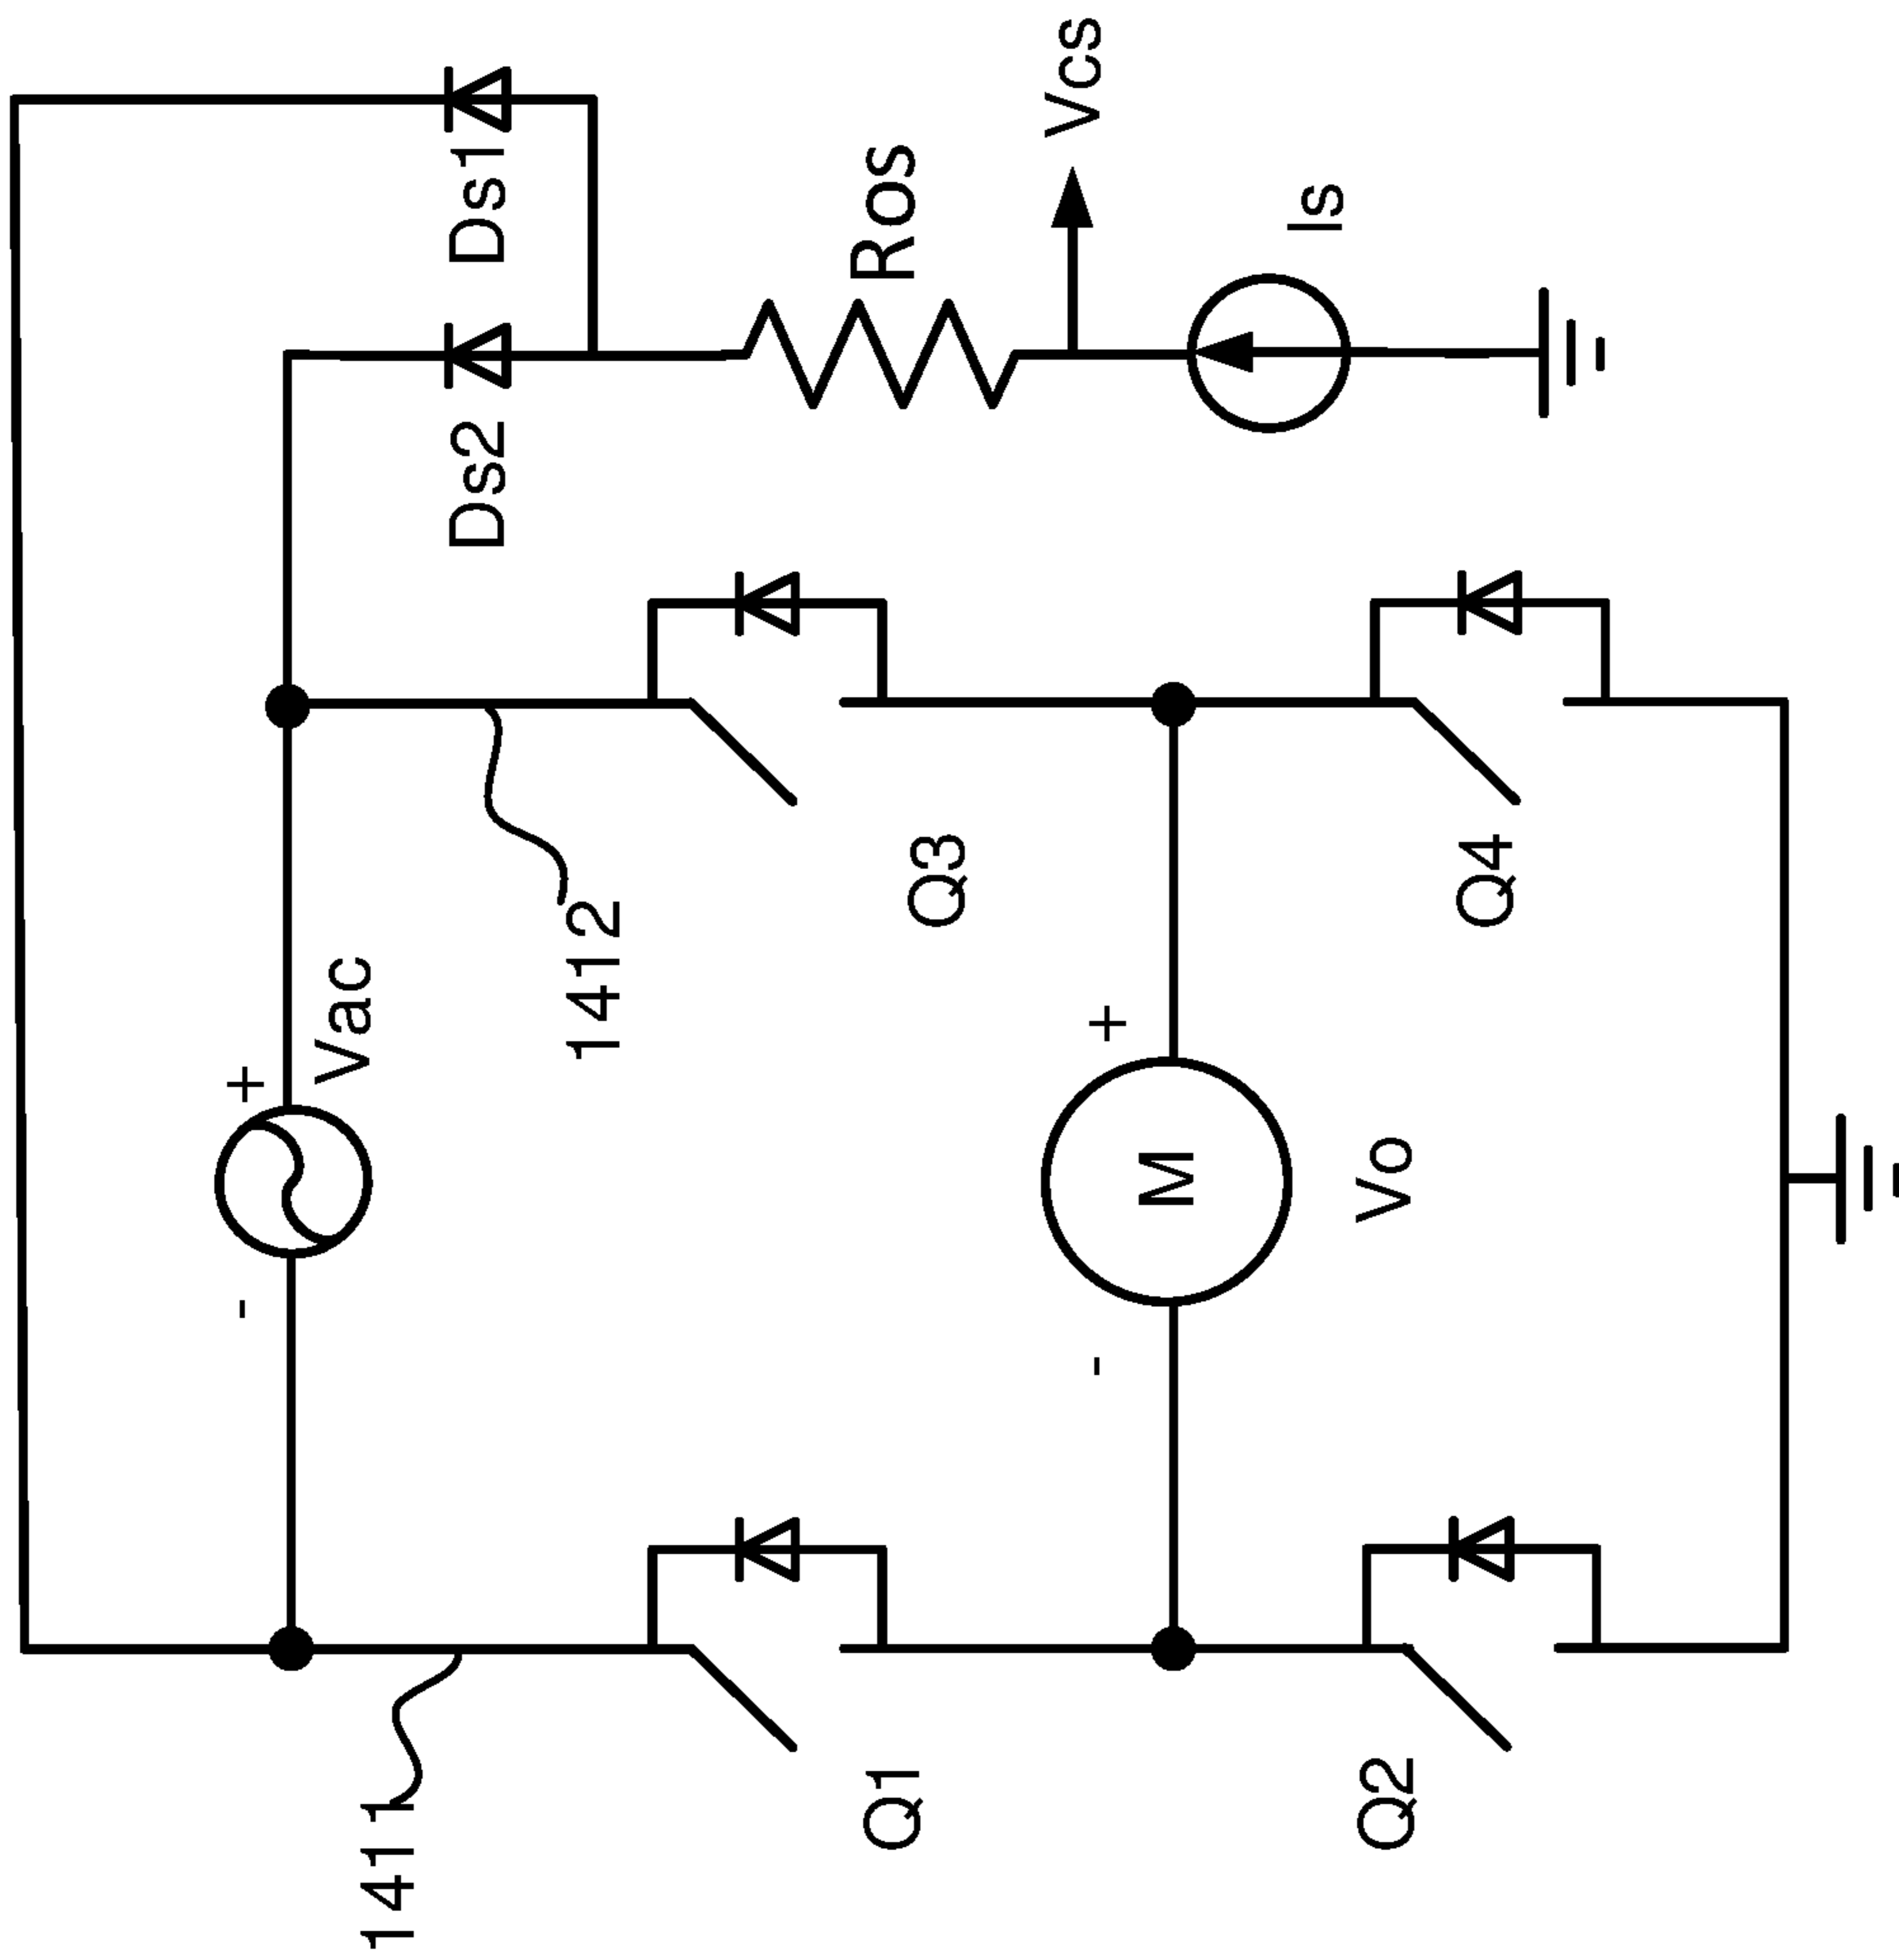 Ds1
Ds2
Ros
Vcs
Is
+
Vac
-
1412
Q3
Q4
+
M
-
Vo
1411
Q1
Q2